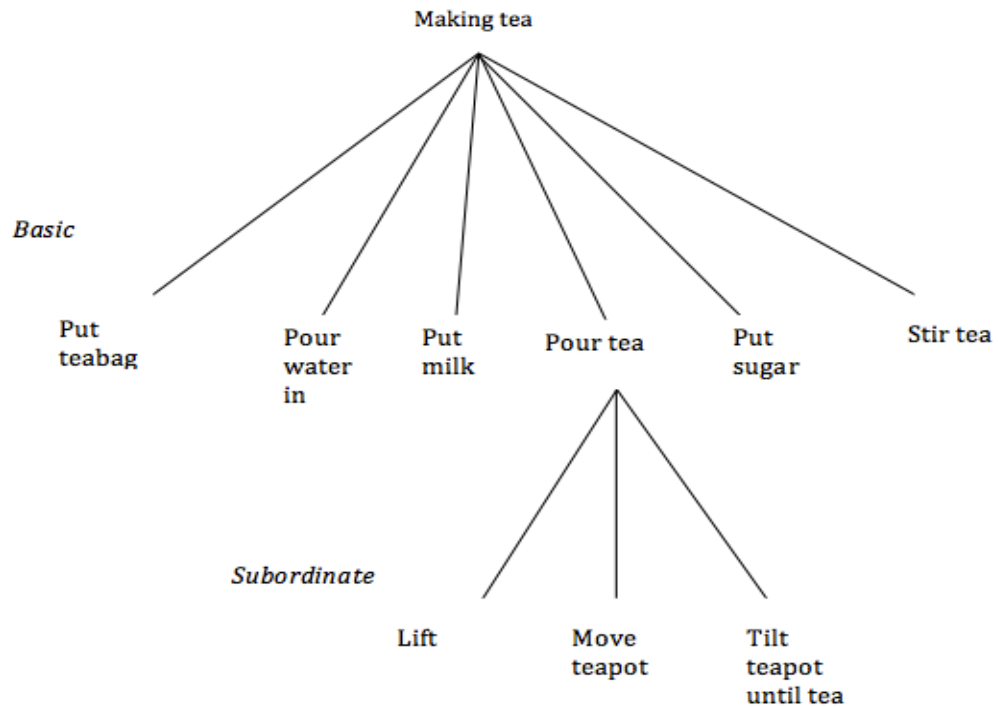 Making tea
Basic
Put
teabag
Pour
water
in
Put
milk
Pour tea
Put
sugar
Stir tea
Subordinate
Lift
Move
teapot
Tilt
teapot
until tea